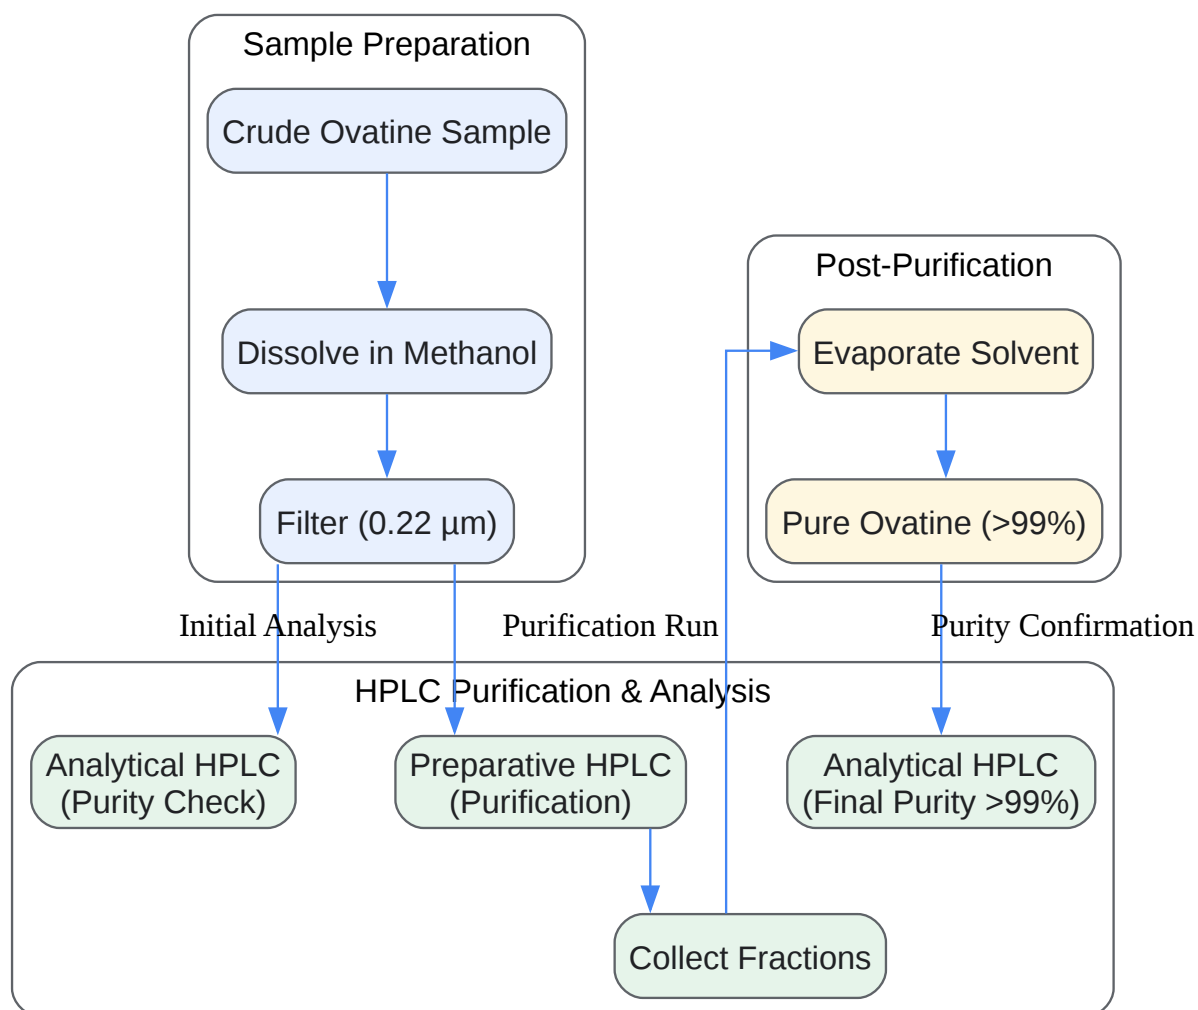 Sample Preparation
Crude Ovatine Sample
Dissolve in Methanol
Filter (0.22 µm)
Post-Purification
Evaporate Solvent
Pure Ovatine (>99%)
Initial Analysis
Purification Run
Purity Confirmation
HPLC Purification & Analysis
Analytical HPLC
(Purity Check)
Preparative HPLC
(Purification)
Analytical HPLC
(Final Purity >99%)
Collect Fractions